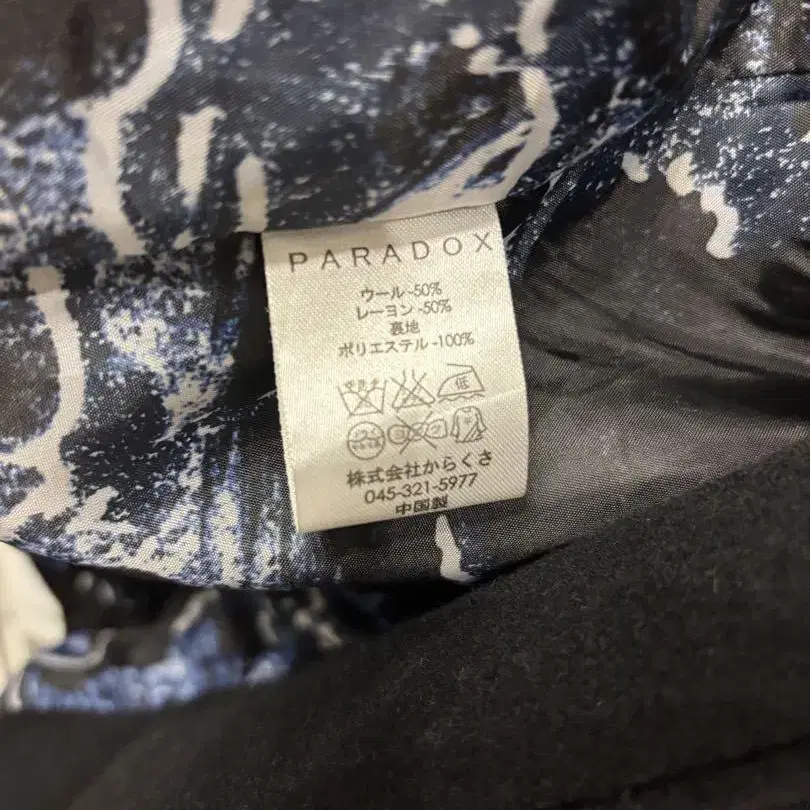 PARADOX
ウール-50%
レーヨン-50%
裏地
ポリエステル-100%
低
株式会社からくさ
045-321-5977
中国製